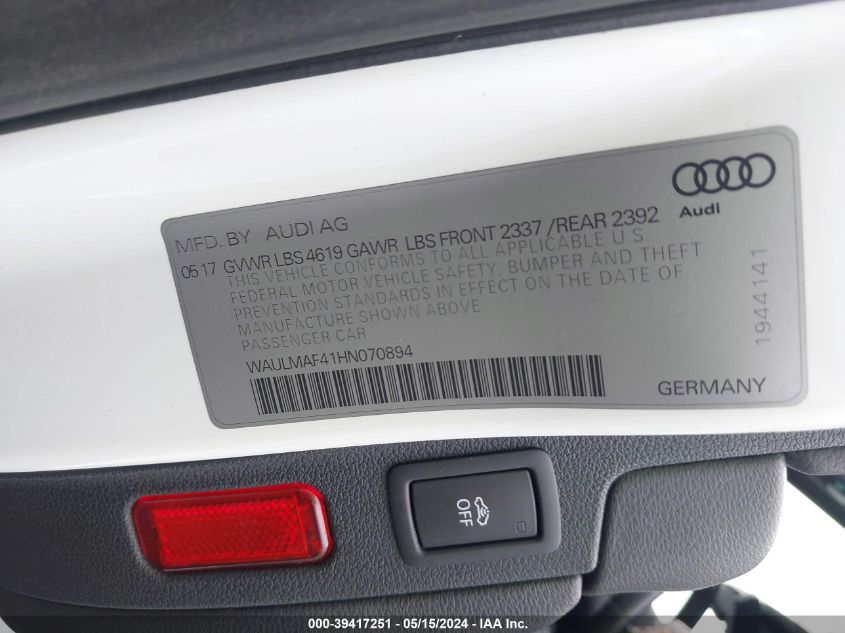 Audi
MFD. BY AUDI AG
05 17 GVWR LBS 4619 GAWR LBS FRONT 2337 /REAR 2392
THIS VEHICLE CONFORMS TO ALL APPLICABLE U S
FEDERAL MOTOR VEHICLE SAFETY, BUMPER AND THEFT
PREVENTION STANDARDS IN EFFECT ON THE DATE OF
MANUFACTURE SHOWN ABOVE
PASSENGER CAR
WAULMAF41HN070894
1944141
GERMANY
OFF
000-39417251 - 05/15/2024 - IAA Inc.